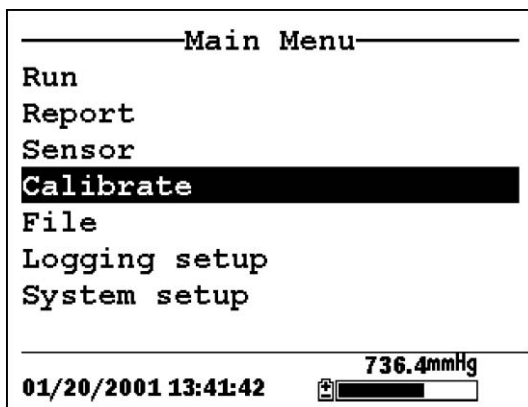 Main Menu
Run
Report
Sensor
Calibrate
File
Logging setup
System setup
736.4mmHg
01/20/2001 13:41:42